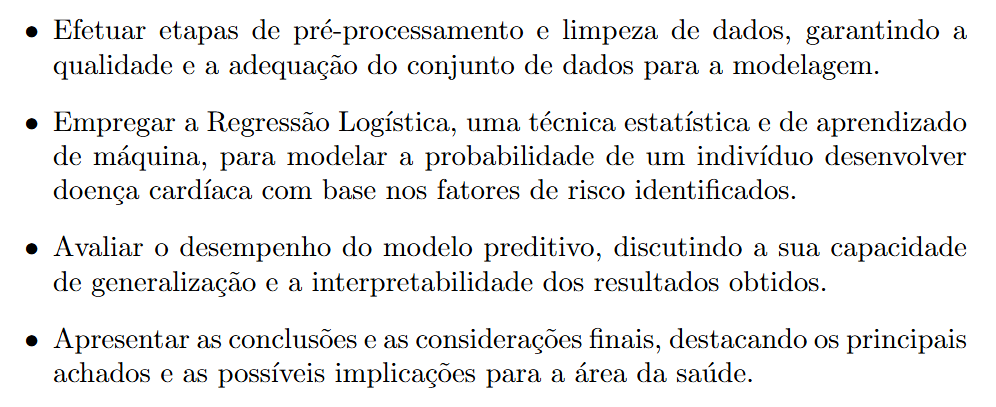 • Efetuar etapas de pré-processamento e limpeza de dados, garantindo a
qualidade e a adequação do conjunto de dados para a modelagem.
• Empregar a Regressão Logística, uma técnica estatística e de aprendizado
de máquina, para modelar a probabilidade de um indivíduo desenvolver
doença cardíaca com base nos fatores de risco identificados.
• Avaliar o desempenho do modelo preditivo, discutindo a sua capacidade
de generalização e a interpretabilidade dos resultados obtidos.
• Apresentar as conclusões e as considerações finais, destacando os principais
achados e as possíveis implicações para a área da saúde.